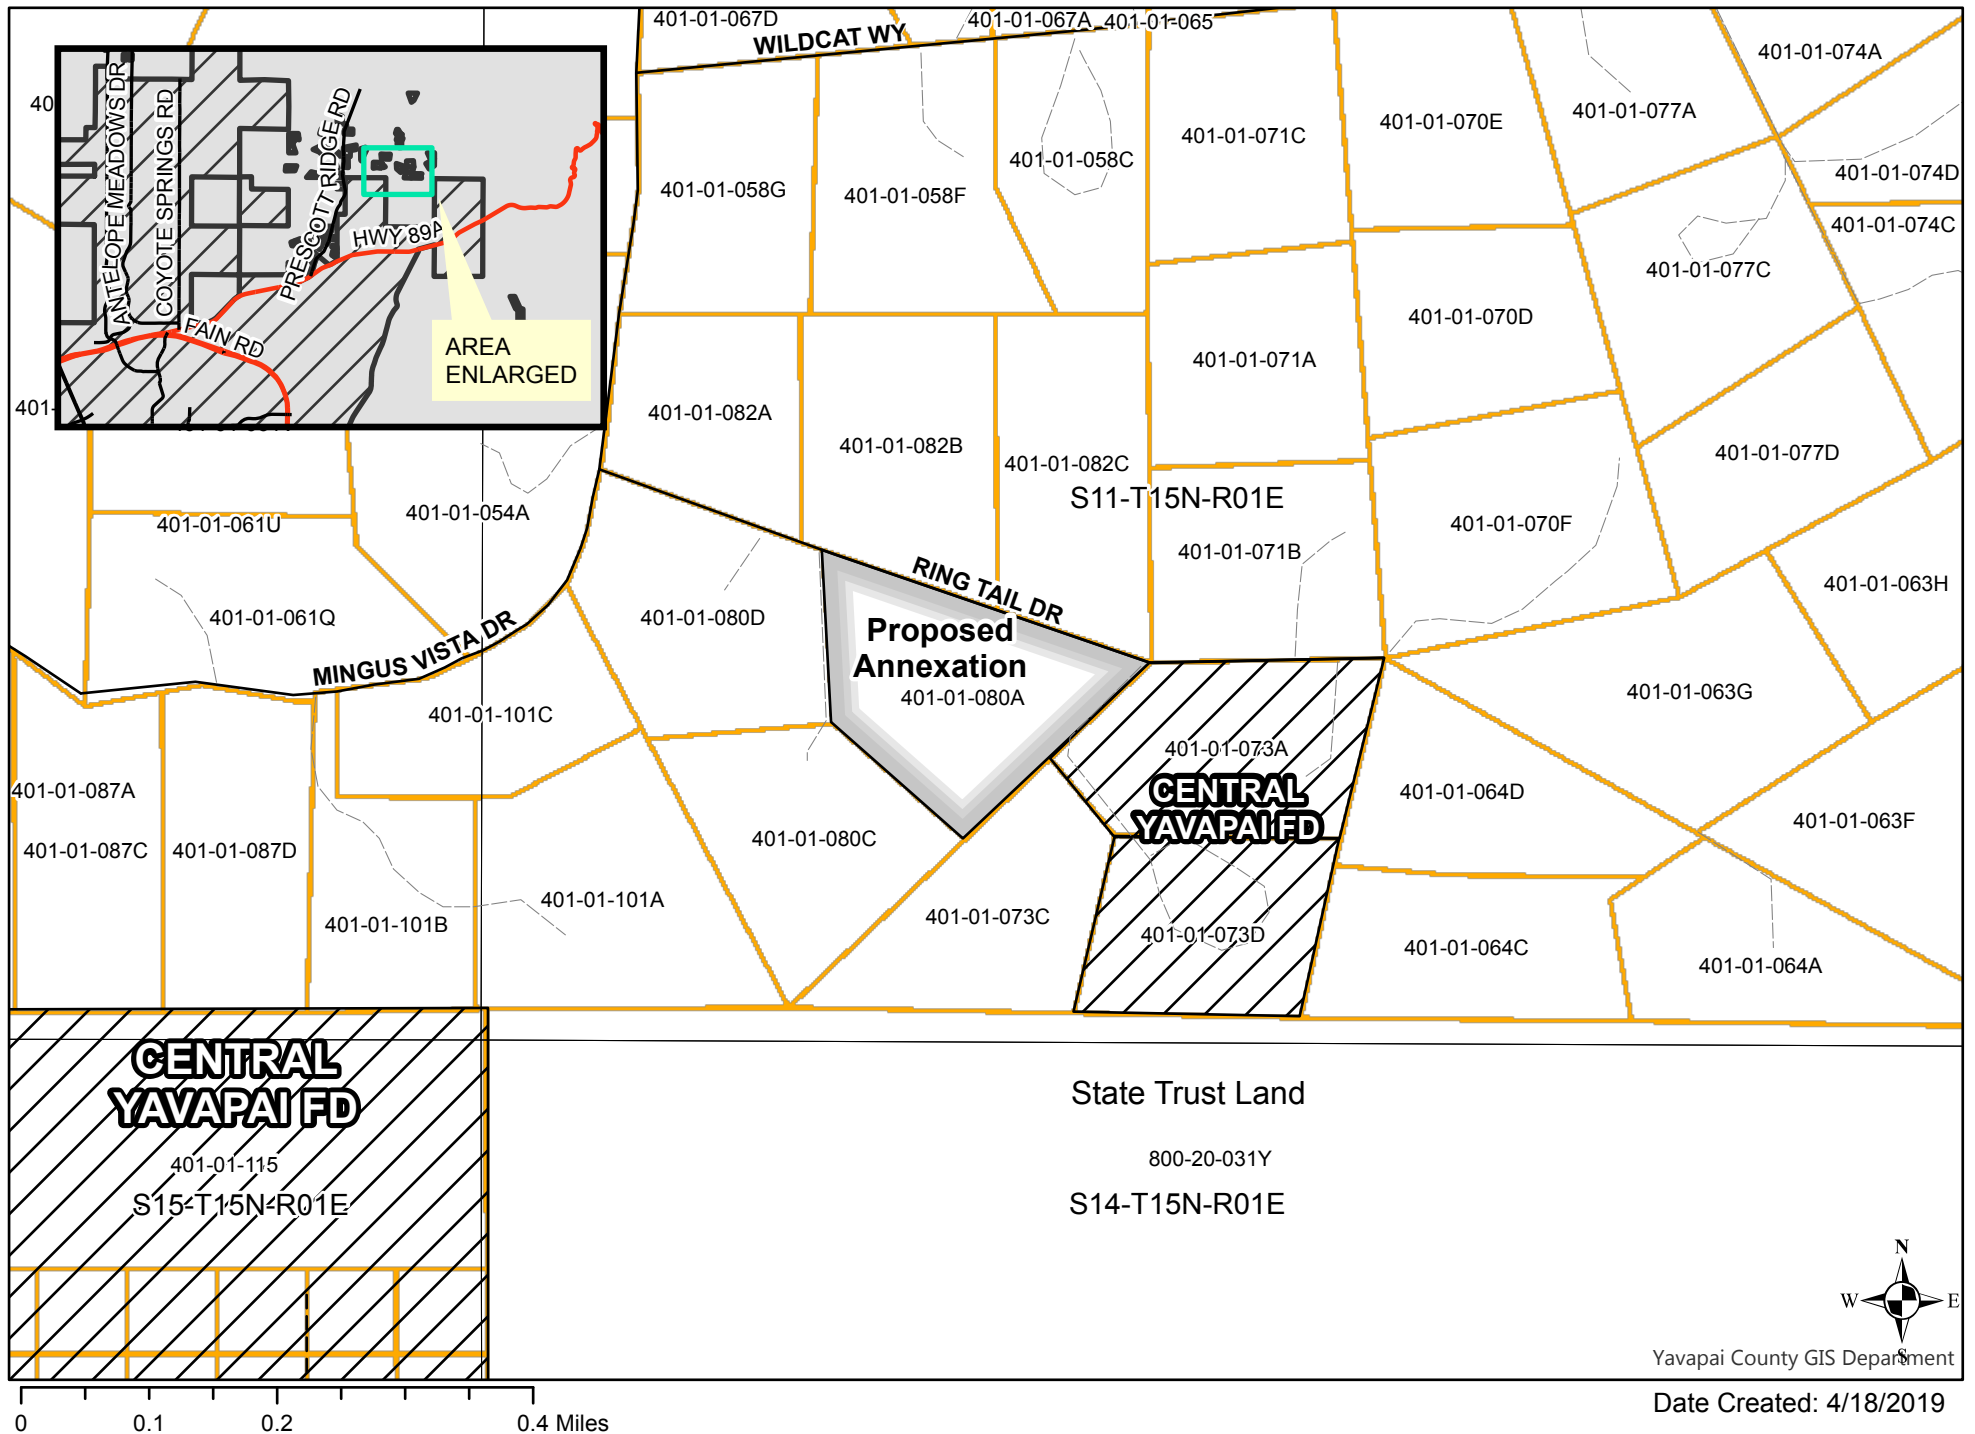 401-01-067D
401-01-067A
401-01-065
WILDCAT WY
401-01-074A
40
401-01-077A
401-01-070E
401-01-071C
401-01-058C
401-01-074D
401-01-058G
401-01-058F
401-01-074C
401-01-077C
ANTELOPE MEADOWS DR
COYOTE SPRINGS RD
PRESCOTT RIDGE RD
HWY 89A
FAIN RD
AREA
ENLARGED
401-01-070D
401-01-071A
401-
401-01-082A
401-01-082B
401-01-082C
401-01-077D
S11-T15N-R01E
401-01-054A
401-01-061U
401-01-070F
401-01-071B
RING TAIL DR
401-01-063H
401-01-061Q
401-01-080D
Proposed
Annexation
401-01-080A
MINGUS VISTA DR
401-01-063G
401-01-101C
401-01-073A
CENTRAL
YAVAPAI FD
401-01-087A
401-01-064D
401-01-063F
401-01-087C
401-01-087D
401-01-080C
401-01-101A
401-01-101B
401-01-073C
401-01-073D
401-01-064C
401-01-064A
CENTRAL
YAVAPAI FD
401-01-115
S15-T15N-R01E
State Trust Land
800-20-031Y
S14-T15N-R01E
N
W
E
S
Yavapai County GIS Department
Date Created: 4/18/2019
0 0.1 0.2 0.4 Miles